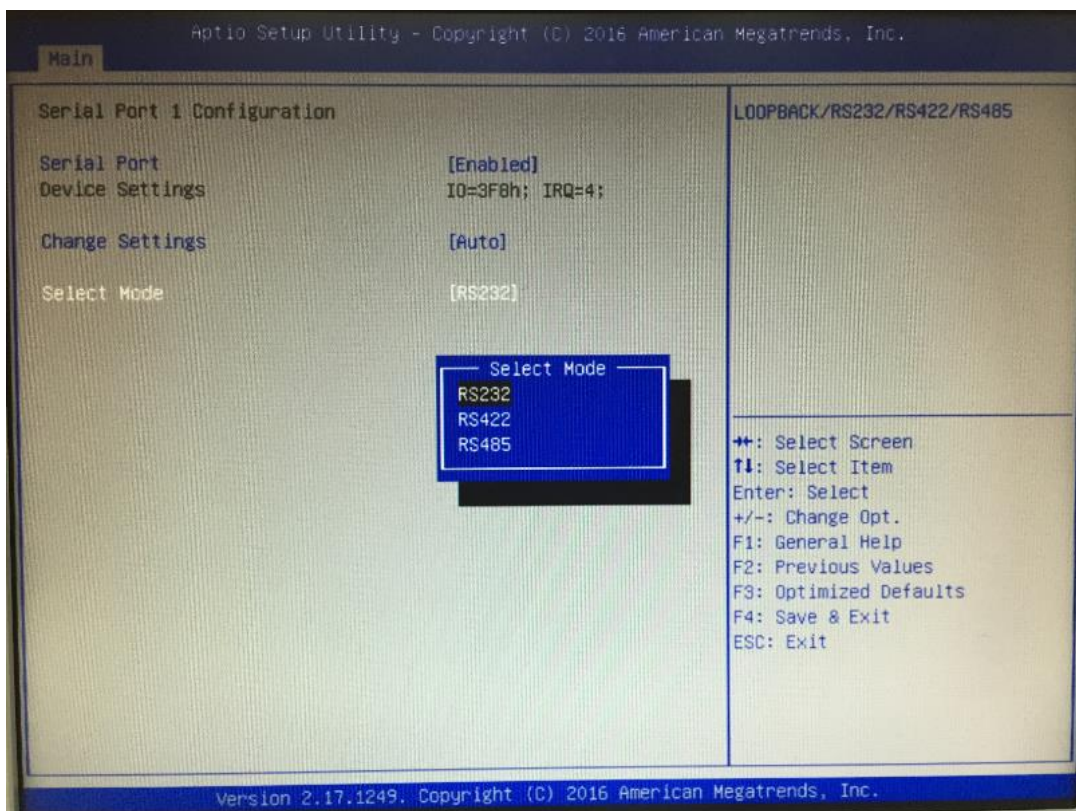 Aptio Setup Utility - Copyright (C) 2016 American Megatrends, Inc.
Main
Serial Port 1 Configuration
Serial Port [Enabled]
Device Settings IO=3F8h; IRQ=4;
Change Settings [Auto]
Select Mode [RS232]
Select Mode
RS232
RS422
RS485
LOOPBACK/RS232/RS422/RS485
→←: Select Screen
↑↓: Select Item
Enter: Select
+/-: Change Opt.
F1: General Help
F2: Previous Values
F3: Optimized Defaults
F4: Save & Exit
ESC: Exit
Version 2.17.1249. Copyright (C) 2016 American Megatrends, Inc.